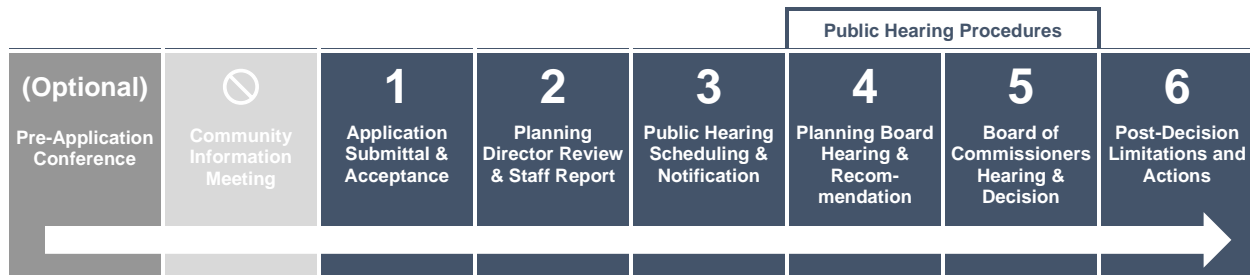 Public Hearing Procedures
(Optional)
Pre-Application
Conference
Community
Information
Meeting
1
Application
Submittal &
Acceptance
2
Planning
Director Review
& Staff Report
3
Public Hearing
Scheduling &
Notification
4
Planning Board
Hearing &
Recom-
mendation
5
Board of
Commissioners
Hearing &
Decision
6
Post-Decision
Limitations and
Actions